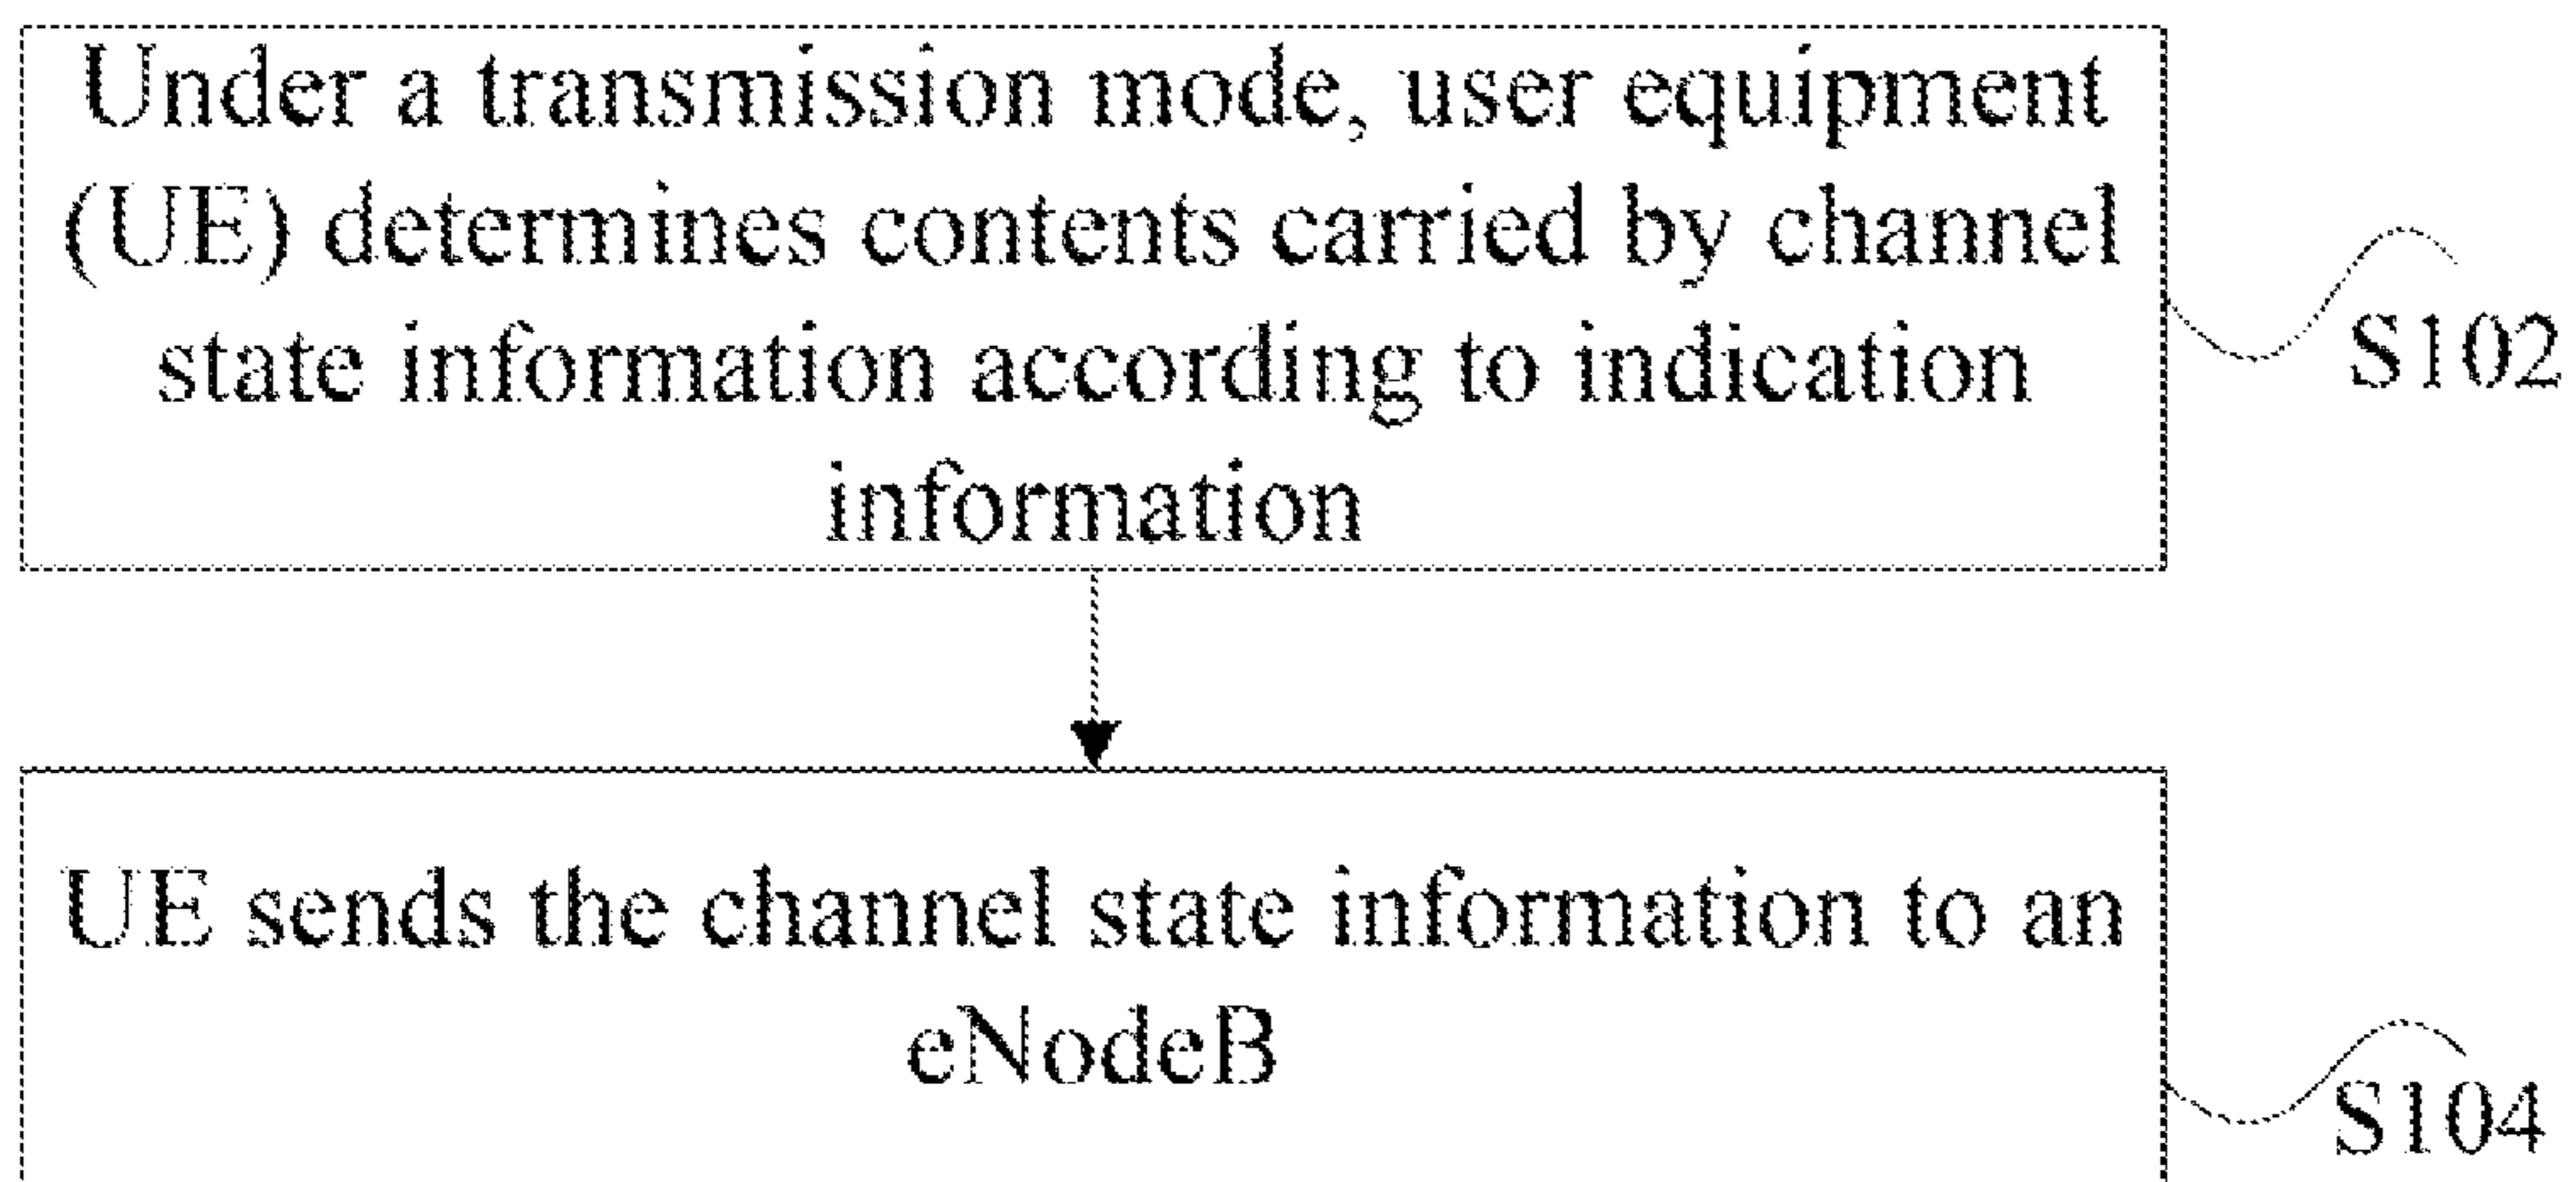 Under a transmission mode, user equipment
(UE) determines contents carried by channel
state information according to indication
information
S102
UE sends the channel state information to an
eNodeB
S104